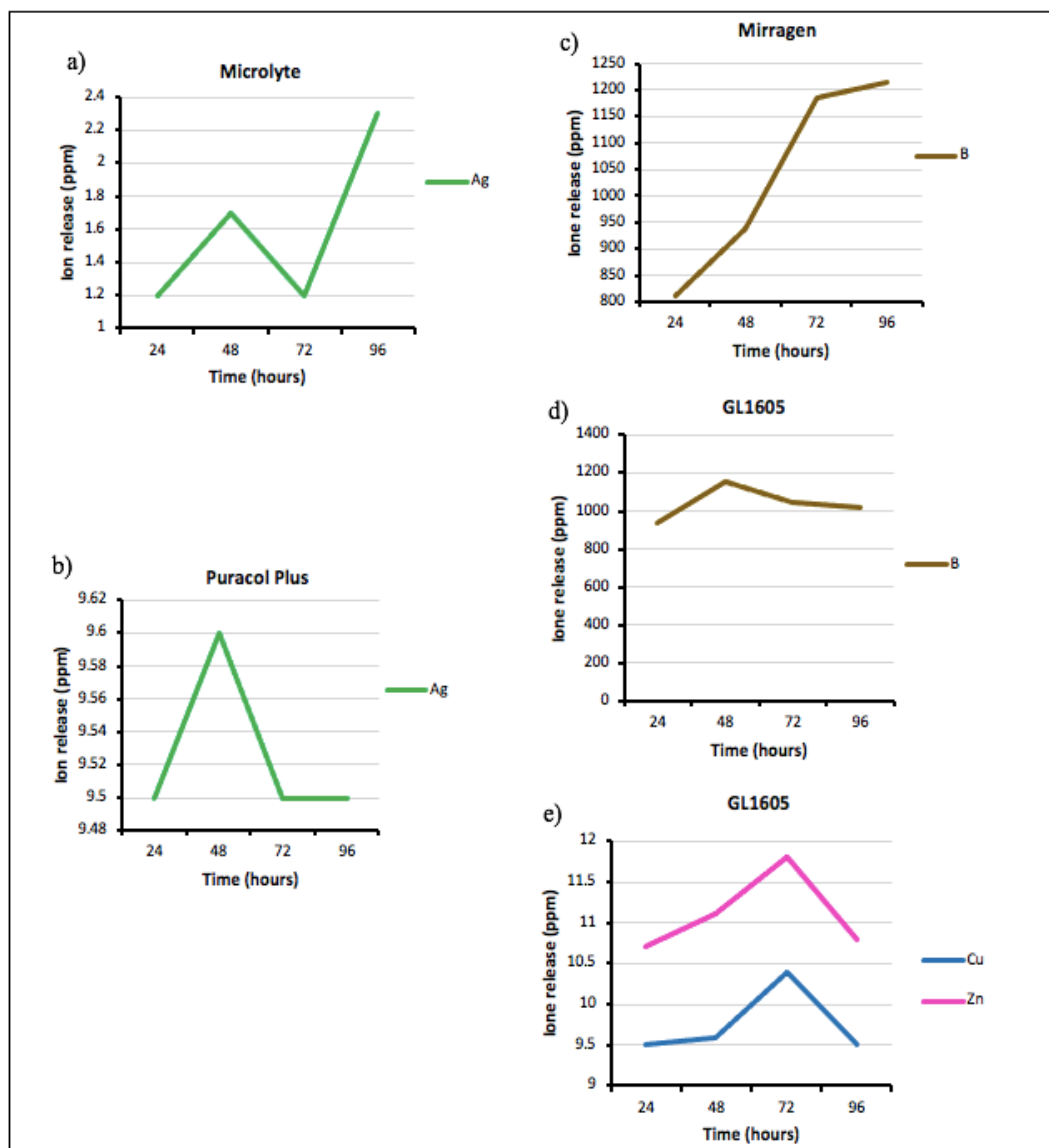 a)
Microlyte
Ion release (ppm)
2.4
2.2
2
1.8
1.6
1.4
1.2
1
24 48 72 96
Time (hours)
Ag
b)
Puracol Plus
Ion release (ppm)
9.62
9.6
9.58
9.56
9.54
9.52
9.5
9.48
24 48 72 96
Time (hours)
Ag
c)
Mirragen
Ione release (ppm)
1250
1200
1150
1100
1050
1000
950
900
850
800
24 48 72 96
Time (hours)
B
d)
GL1605
Ione release (ppm)
1400
1200
1000
800
600
400
200
0
24 48 72 96
Time (hours)
B
e)
GL1605
Ione release (ppm)
12
11.5
11
10.5
10
9.5
9
24 48 72 96
Time (hours)
Cu
Zn